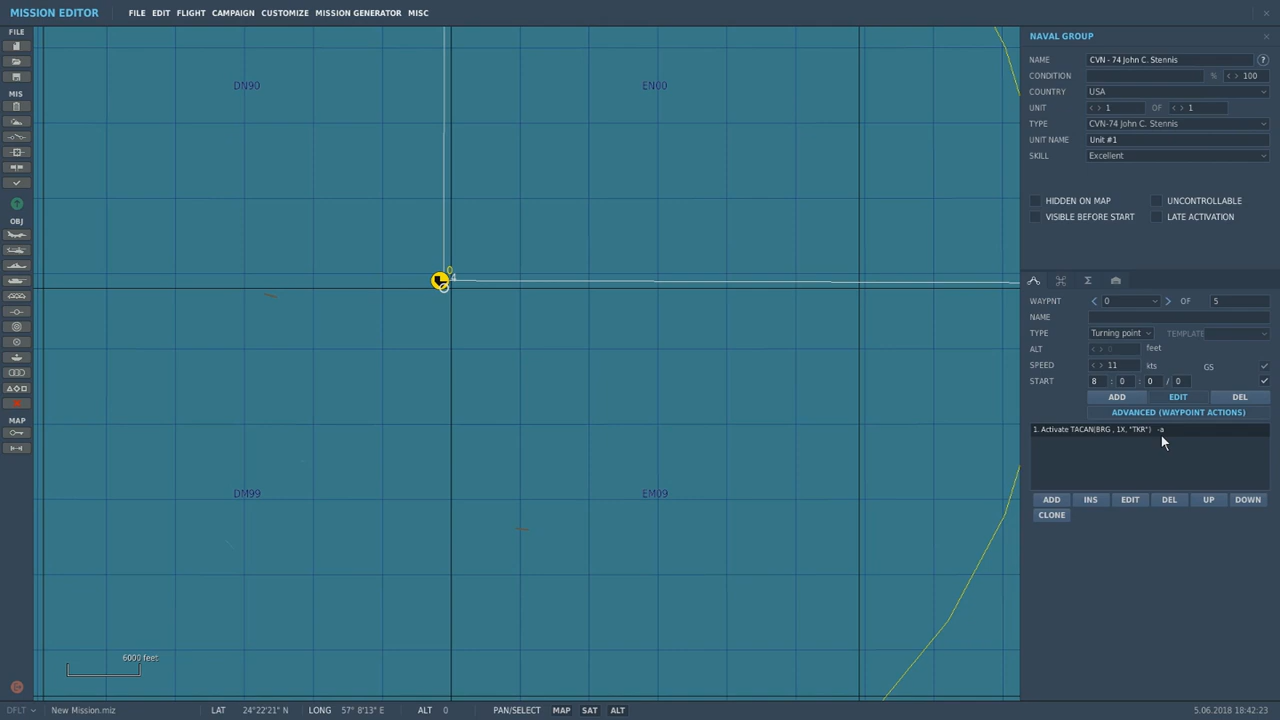 MISSION EDITOR FILE EDIT FLIGHT CAMPAIGN CUSTOMIZE MISSION GENERATOR MISC
FILE
MIS
OBJ
MAP
DN90
EN00
DM99
EM09
0
4
6000 feet
NAVAL GROUP
NAME CVN - 74 John C. Stennis ?
CONDITION % < > 100
COUNTRY USA
UNIT < > 1 OF < > 1
TYPE CVN-74 John C. Stennis
UNIT NAME Unit #1
SKILL Excellent
HIDDEN ON MAP UNCONTROLLABLE
VISIBLE BEFORE START LATE ACTIVATION
WAYPNT < 0 > OF 5
NAME
TYPE Turning point TEMPLATE
ALT < > 0 feet
SPEED < > 11 kts GS
START 8 : 0 : 0 / 0
ADD EDIT DEL
ADVANCED (WAYPOINT ACTIONS)
1. Activate TACAN(BRG , 1X, "TKR") -a
ADD INS EDIT DEL UP DOWN
CLONE
DFLT New Mission.miz LAT 24°22'21" N LONG 57° 8'13" E ALT 0 PAN/SELECT MAP SAT ALT 5.06.2018 18:42:23